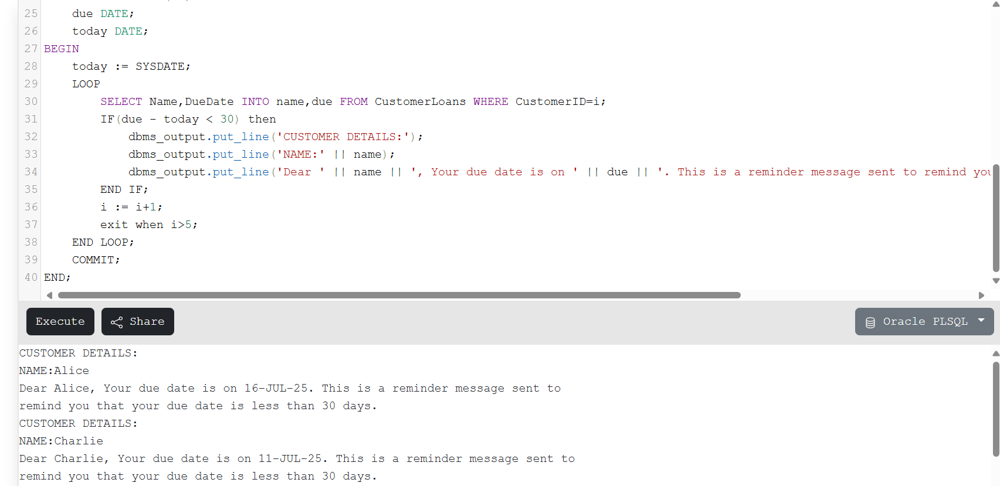 25 due DATE;
26 today DATE;
27 BEGIN
28 today := SYSDATE;
29 LOOP
30 SELECT Name,DueDate INTO name,due FROM CustomerLoans WHERE CustomerID=i;
31 IF(due - today < 30) then
32 dbms_output.put_line('CUSTOMER DETAILS:');
33 dbms_output.put_line('NAME:' || name);
34 dbms_output.put_line('Dear ' || name || ', Your due date is on ' || due || '. This is a reminder message sent to remind you
35 END IF;
36 i := i+1;
37 exit when i>5;
38 END LOOP;
39 COMMIT;
40 END;
Execute Share Oracle PLSQL
CUSTOMER DETAILS:
NAME:Alice
Dear Alice, Your due date is on 16-JUL-25. This is a reminder message sent to
remind you that your due date is less than 30 days.
CUSTOMER DETAILS:
NAME:Charlie
Dear Charlie, Your due date is on 11-JUL-25. This is a reminder message sent to
remind you that your due date is less than 30 days.